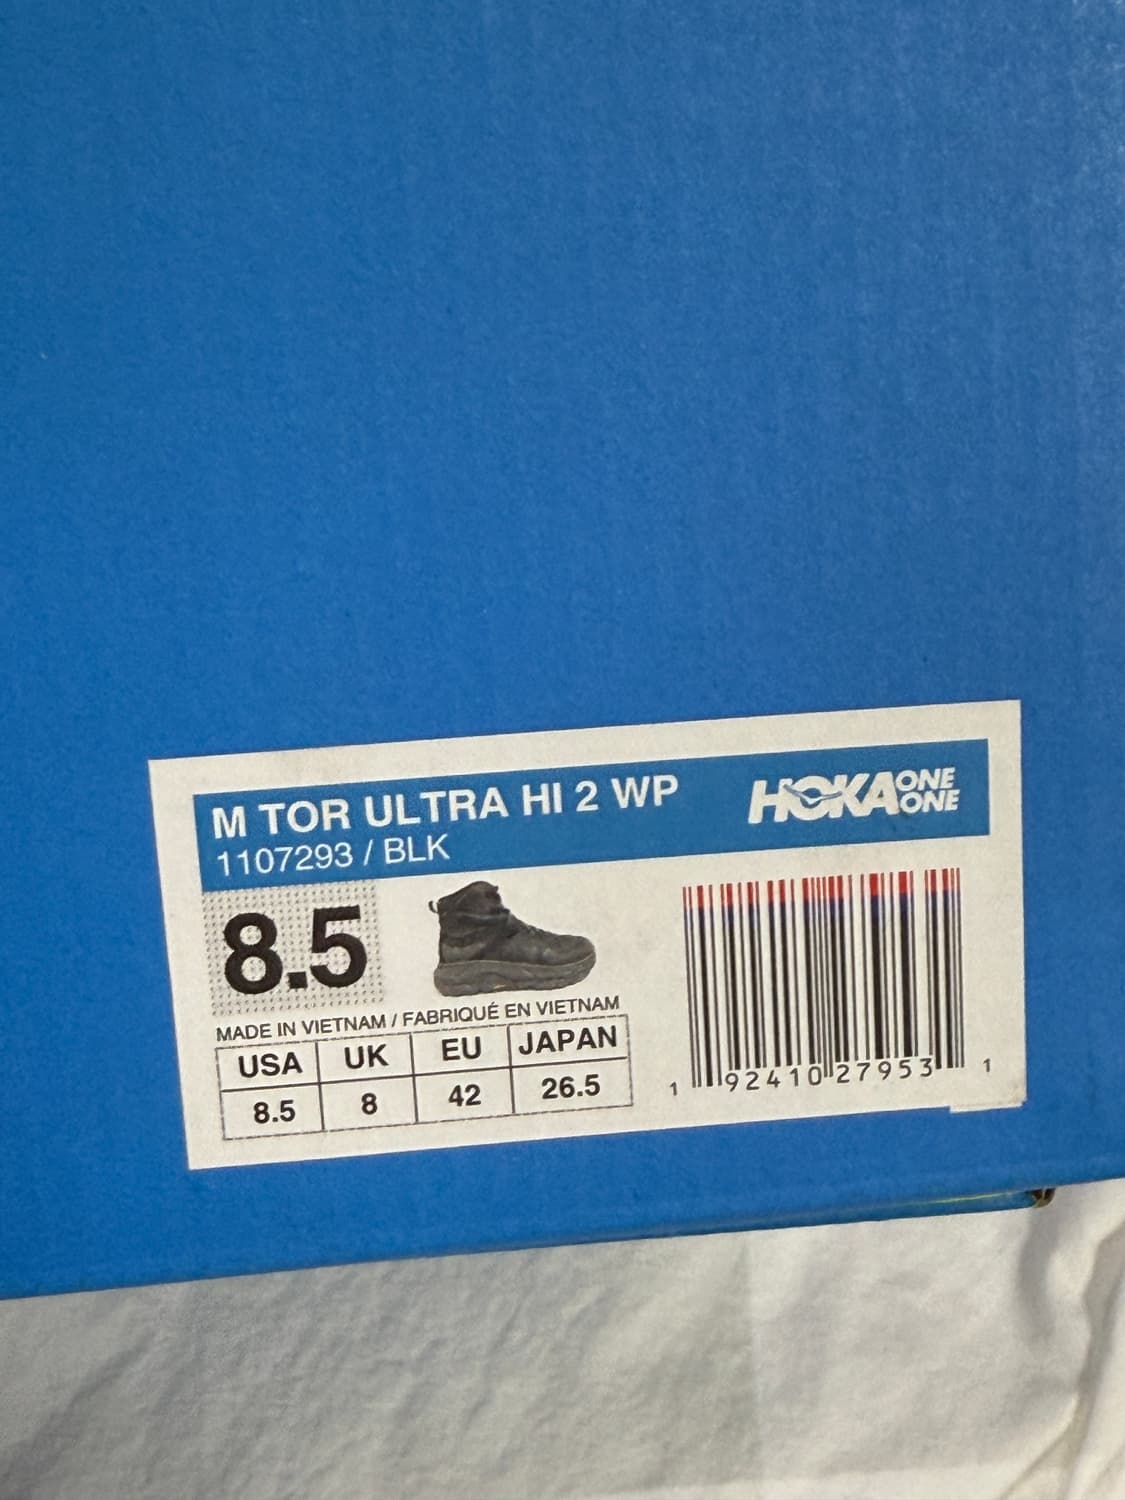 M TOR ULTRA HI 2 WP
1107293 / BLK
HOKA ONE ONE
8.5
MADE IN VIETNAM / FABRIQUÉ EN VIETNAM
USA UK EU JAPAN
8.5 8 42 26.5
1 92410 27953 1